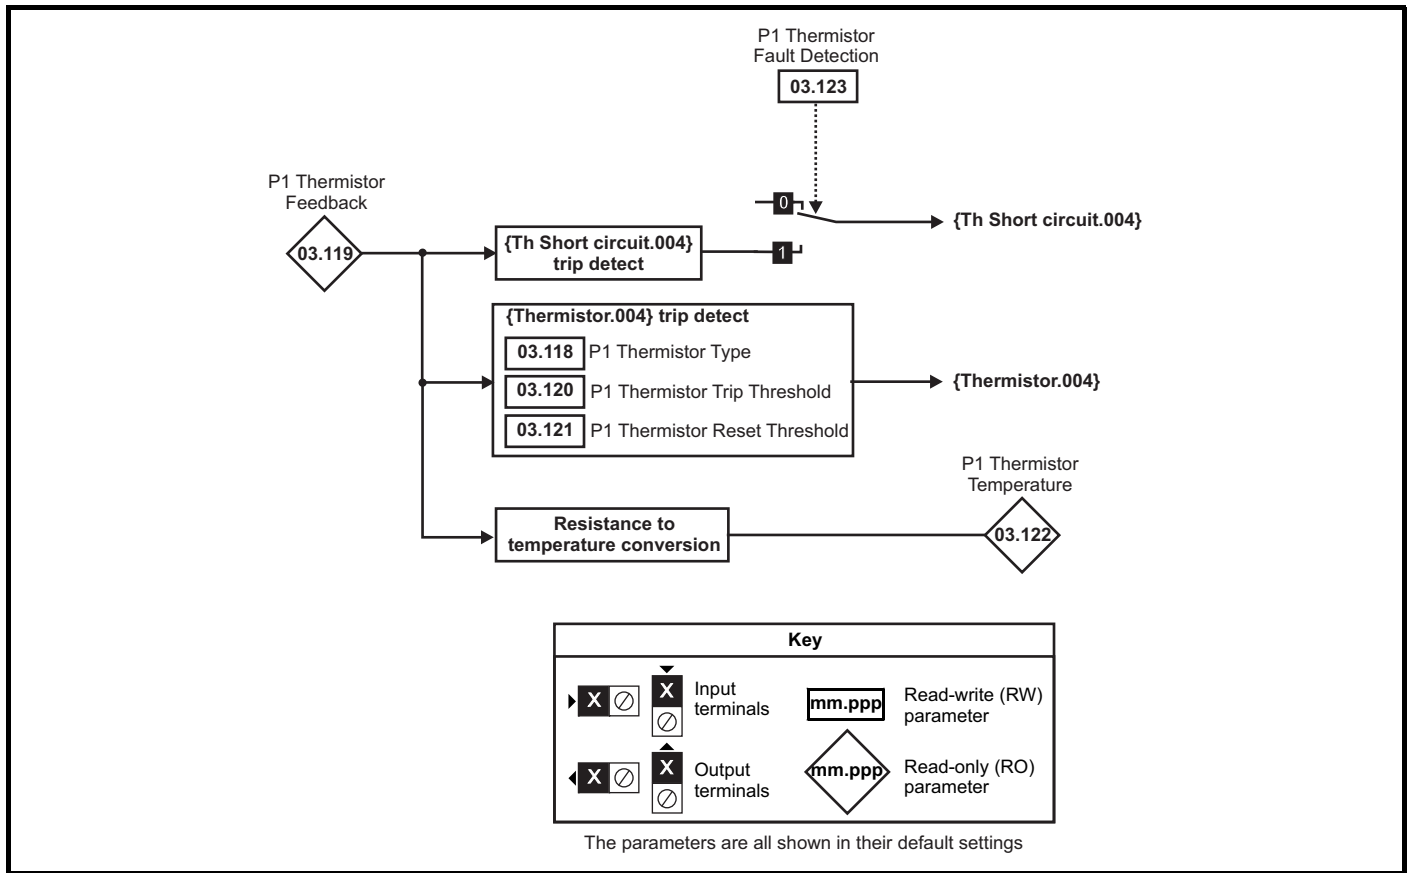 P1 Thermistor
Fault Detection
03.123
P1 Thermistor
Feedback
03.119
0
{Th Short circuit.004}
{Th Short circuit.004}
trip detect
1
{Thermistor.004} trip detect
03.118 P1 Thermistor Type
03.120 P1 Thermistor Trip Threshold
03.121 P1 Thermistor Reset Threshold
{Thermistor.004}
P1 Thermistor
Temperature
03.122
Resistance to
temperature conversion
Key
X
X
Input
terminals
mm.ppp
Read-write (RW)
parameter
X
X
Output
terminals
mm.ppp
Read-only (RO)
parameter
The parameters are all shown in their default settings